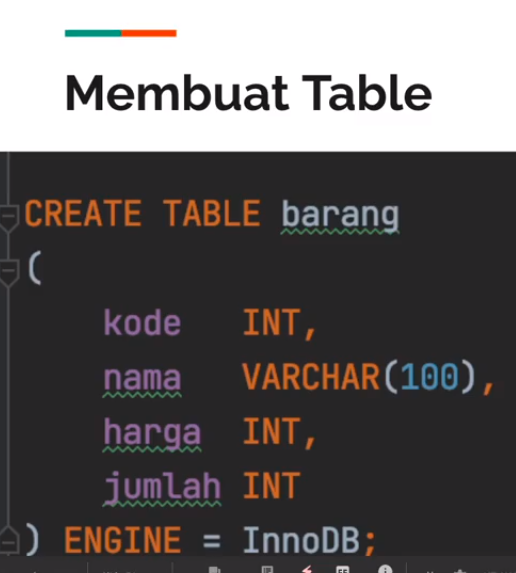 Membuat Table
CREATE TABLE barang
(
kode INT,
nama VARCHAR(100),
harga INT,
jumlah INT
) ENGINE = InnoDB;